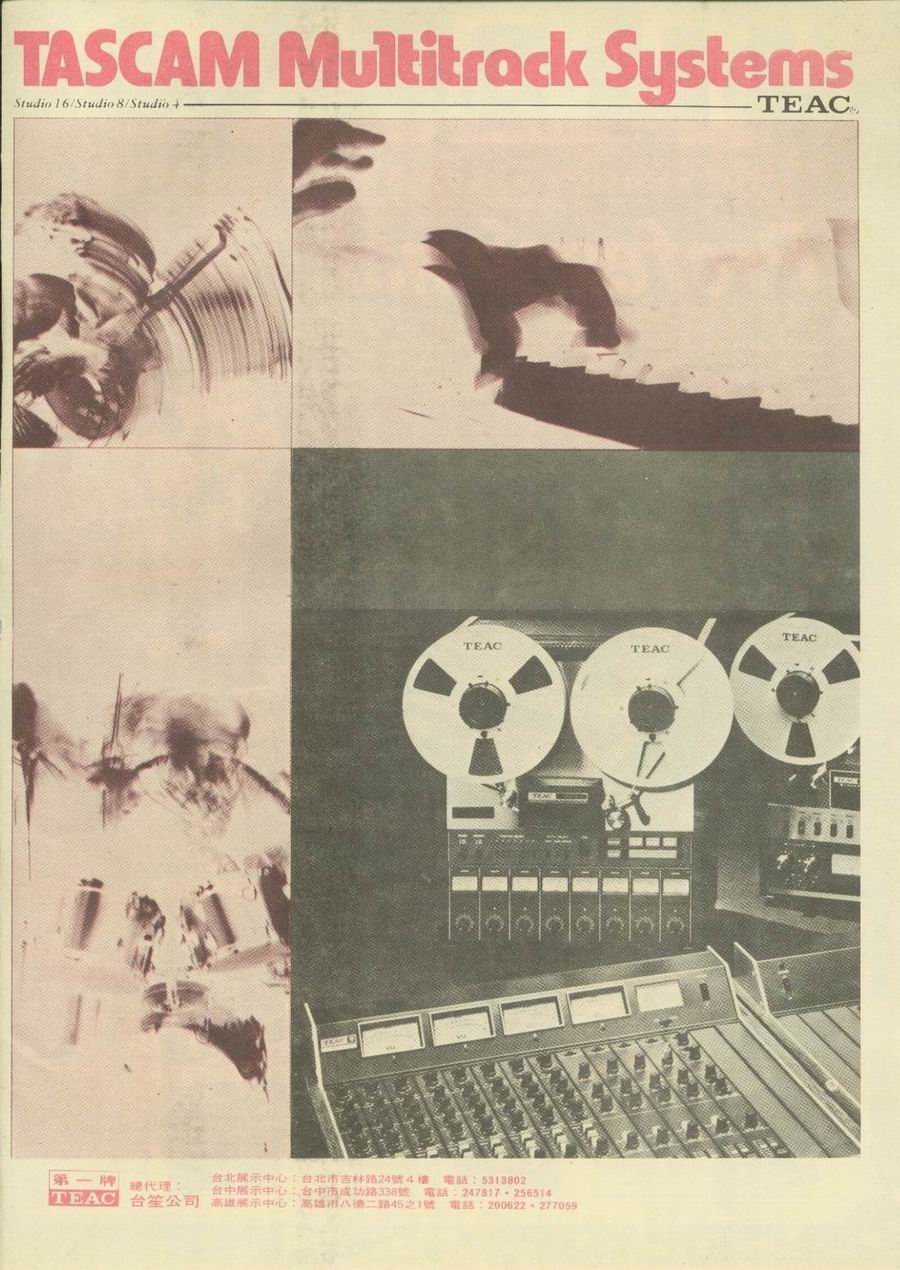 TASCAM Multitrack Systems
Studio 16/Studio 8/Studio 4
TEAC
TEAC
TEAC
TEAC
TEAC
TEAC
TEAC
第一牌
TEAC
總代理：
台笙公司
台北展示中心：台北市吉林路24號4樓 電話：5313802
台中展示中心：台中市成功路338號 電話：247817・256514
高雄展示中心：高雄市八德二路45之1號 電話：200622・277059